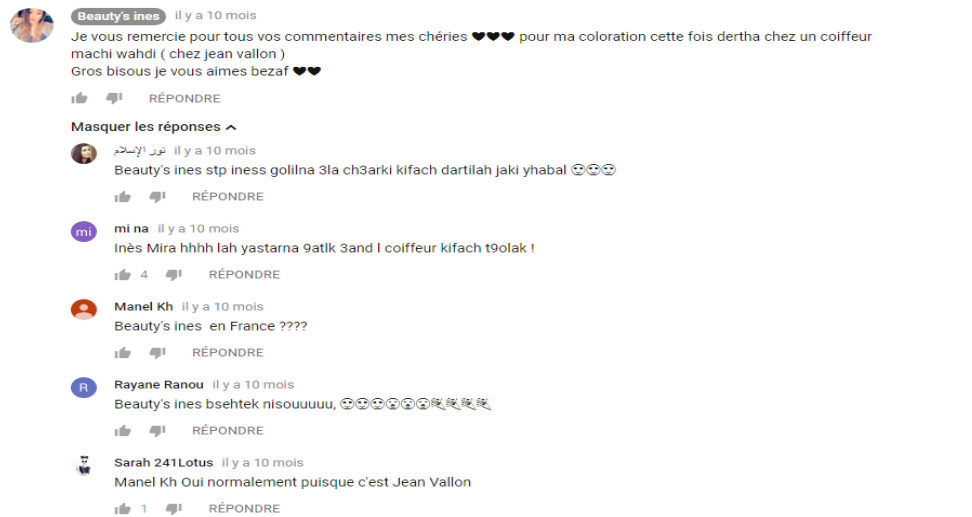 Beauty's ines il y a 10 mois
Je vous remercie pour tous vos commentaires mes chéries 🖤🖤🖤 pour ma coloration cette fois dertha chez un coiffeur
machi wahdi ( chez jean vallon )
Gros bisous je vous aimes bezaf 🖤🖤
RÉPONDRE
Masquer les réponses
نور الإسلام il y a 10 mois
Beauty's ines stp iness golilna 3la ch3arki kifach dartilah jaki yhabal 😍😍😍
RÉPONDRE
mi
mi na il y a 10 mois
Inès Mira hhhh lah yastarna 9atlk 3and l coiffeur kifach t9olak !
4 RÉPONDRE
Manel Kh il y a 10 mois
Beauty's ines en France ????
RÉPONDRE
R
Rayane Ranou il y a 10 mois
Beauty's ines bsehtek nisouuuuu,
RÉPONDRE
Sarah 241Lotus il y a 10 mois
Manel Kh Oui normalement puisque c'est Jean Vallon
1 RÉPONDRE